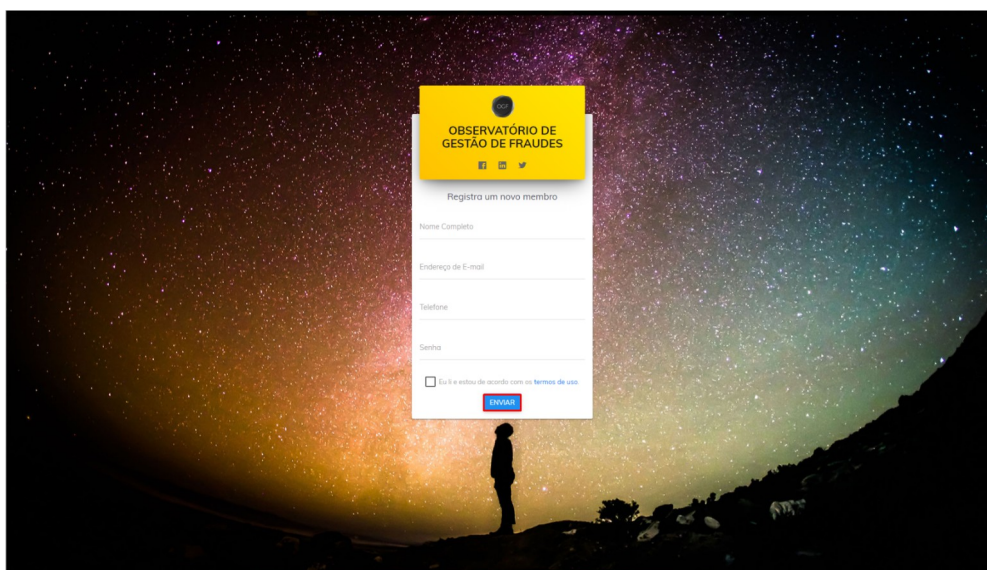 OGF
OBSERVATÓRIO DE
GESTÃO DE FRAUDES
Registra um novo membro
Nome Completo
Endereço de E-mail
Telefone
Senha
Eu li e estou de acordo com os termos de uso
ENVIAR